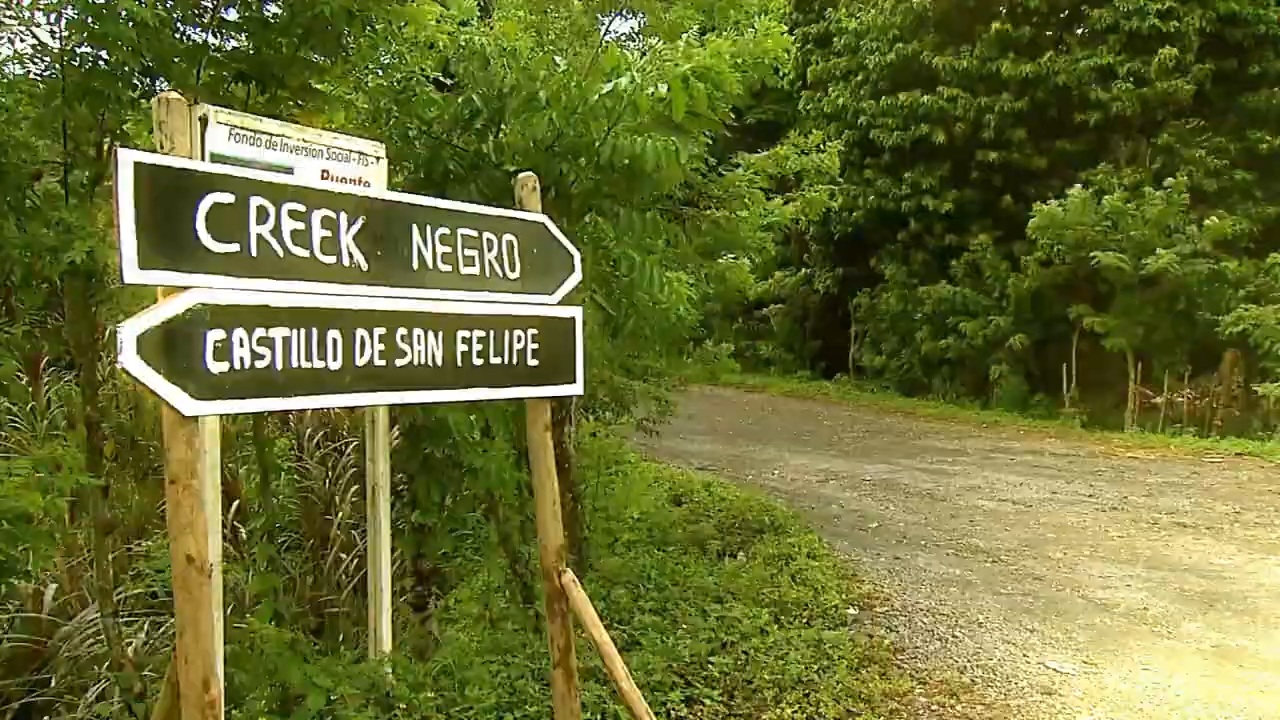 Fondo de Inversion Social - FIS -
Puente
CREEK NEGRO
CASTILLO DE SAN FELIPE